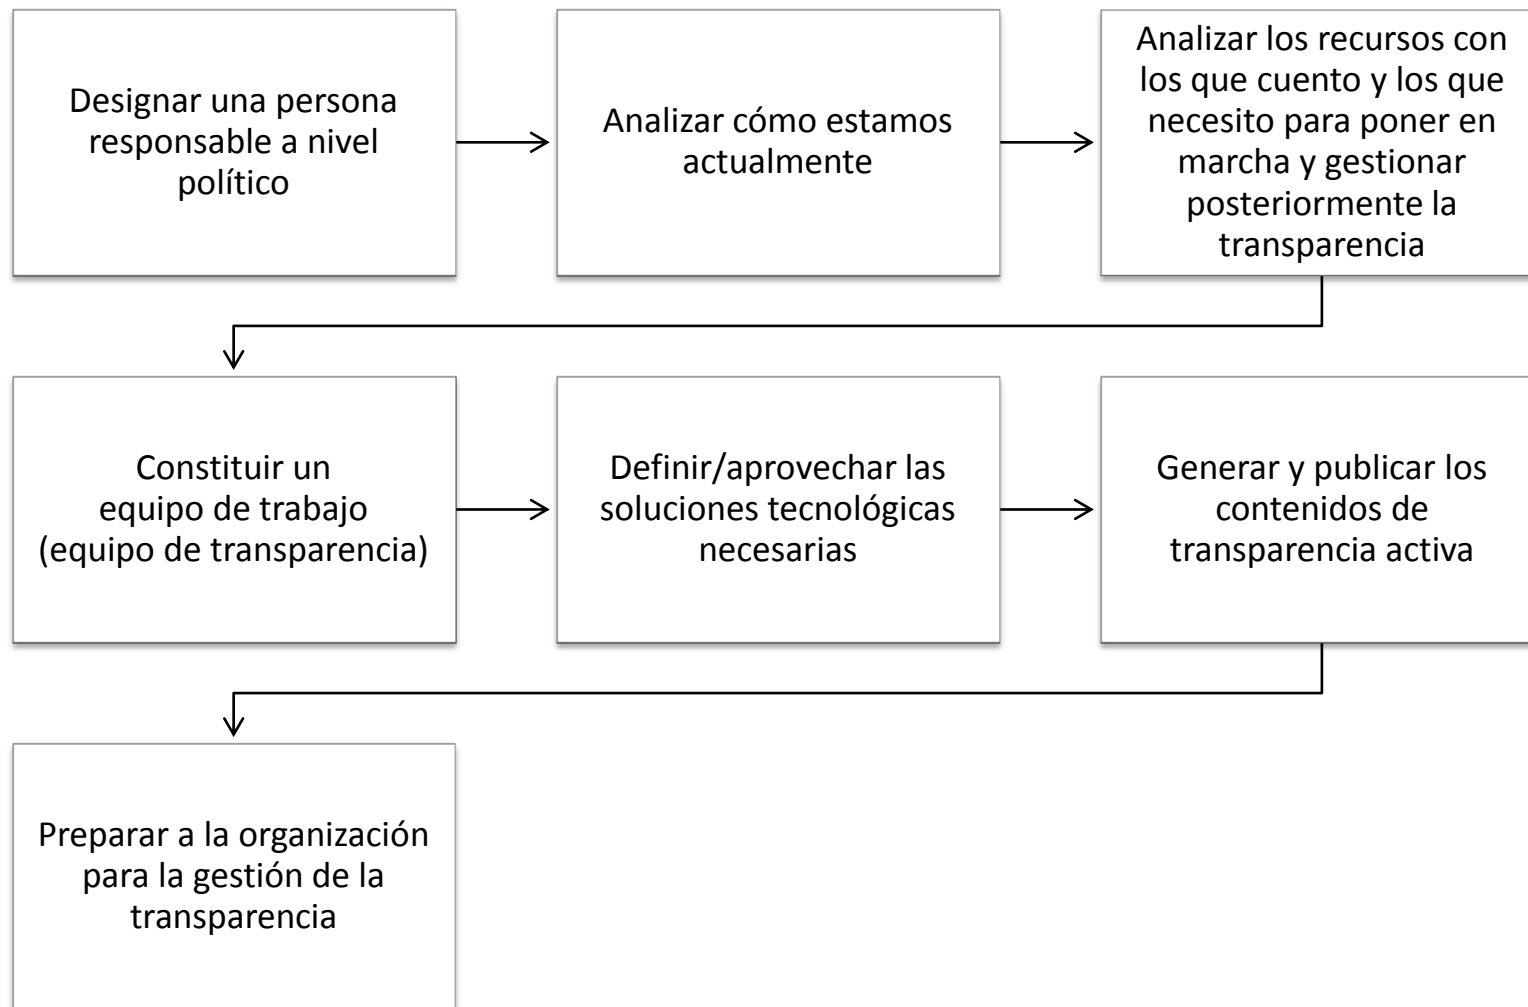 Designar una persona
responsable a nivel
político
Analizar cómo estamos
actualmente
Analizar los recursos con
los que cuento y los que
necesito para poner en
marcha y gestionar
posteriormente la
transparencia
Constituir un
equipo de trabajo
(equipo de transparencia)
Definir/aprovechar las
soluciones tecnológicas
necesarias
Generar y publicar los
contenidos de
transparencia activa
Preparar a la organización
para la gestión de la
transparencia